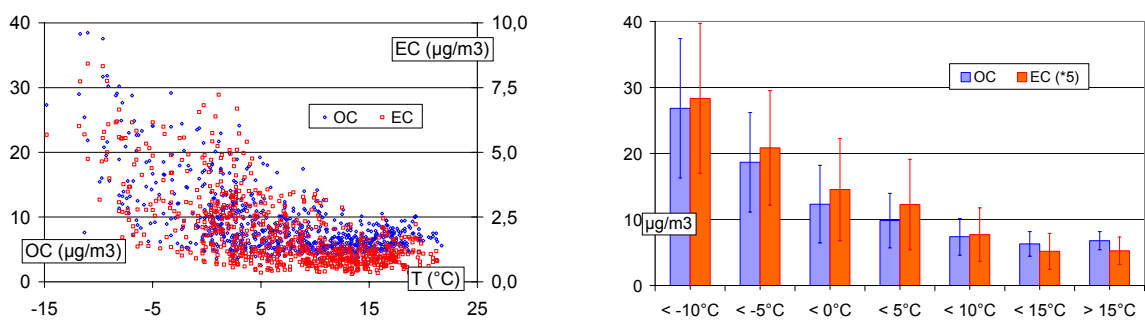 40
30
20
10
0
OC (µg/m3)
EC (µg/m3)
10,0
7,5
5,0
2,5
0,0
OC EC
T (°C)
-15 -5 5 15 25
40
30
20
10
0
µg/m3
OC EC (*5)
< -10°C < -5°C < 0°C < 5°C < 10°C < 15°C > 15°C